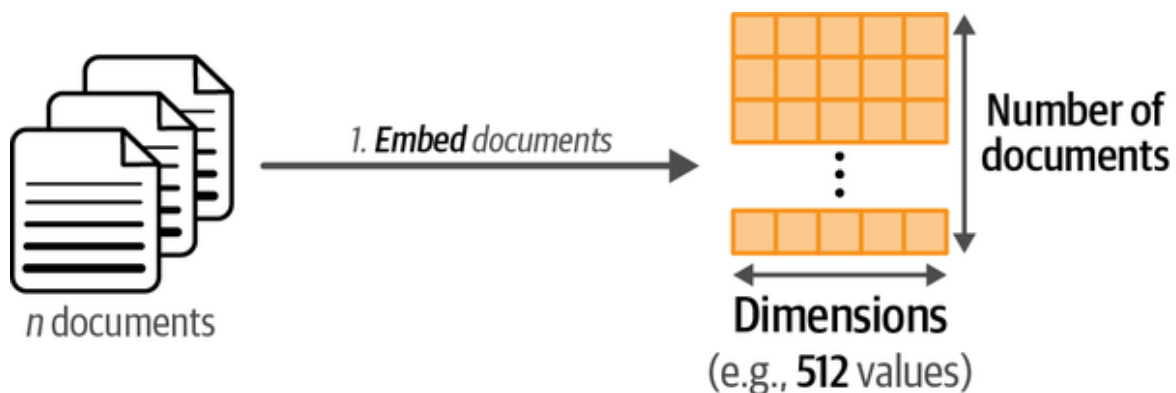 1. Embed documents
Number of
documents
n documents
Dimensions
(e.g., 512 values)